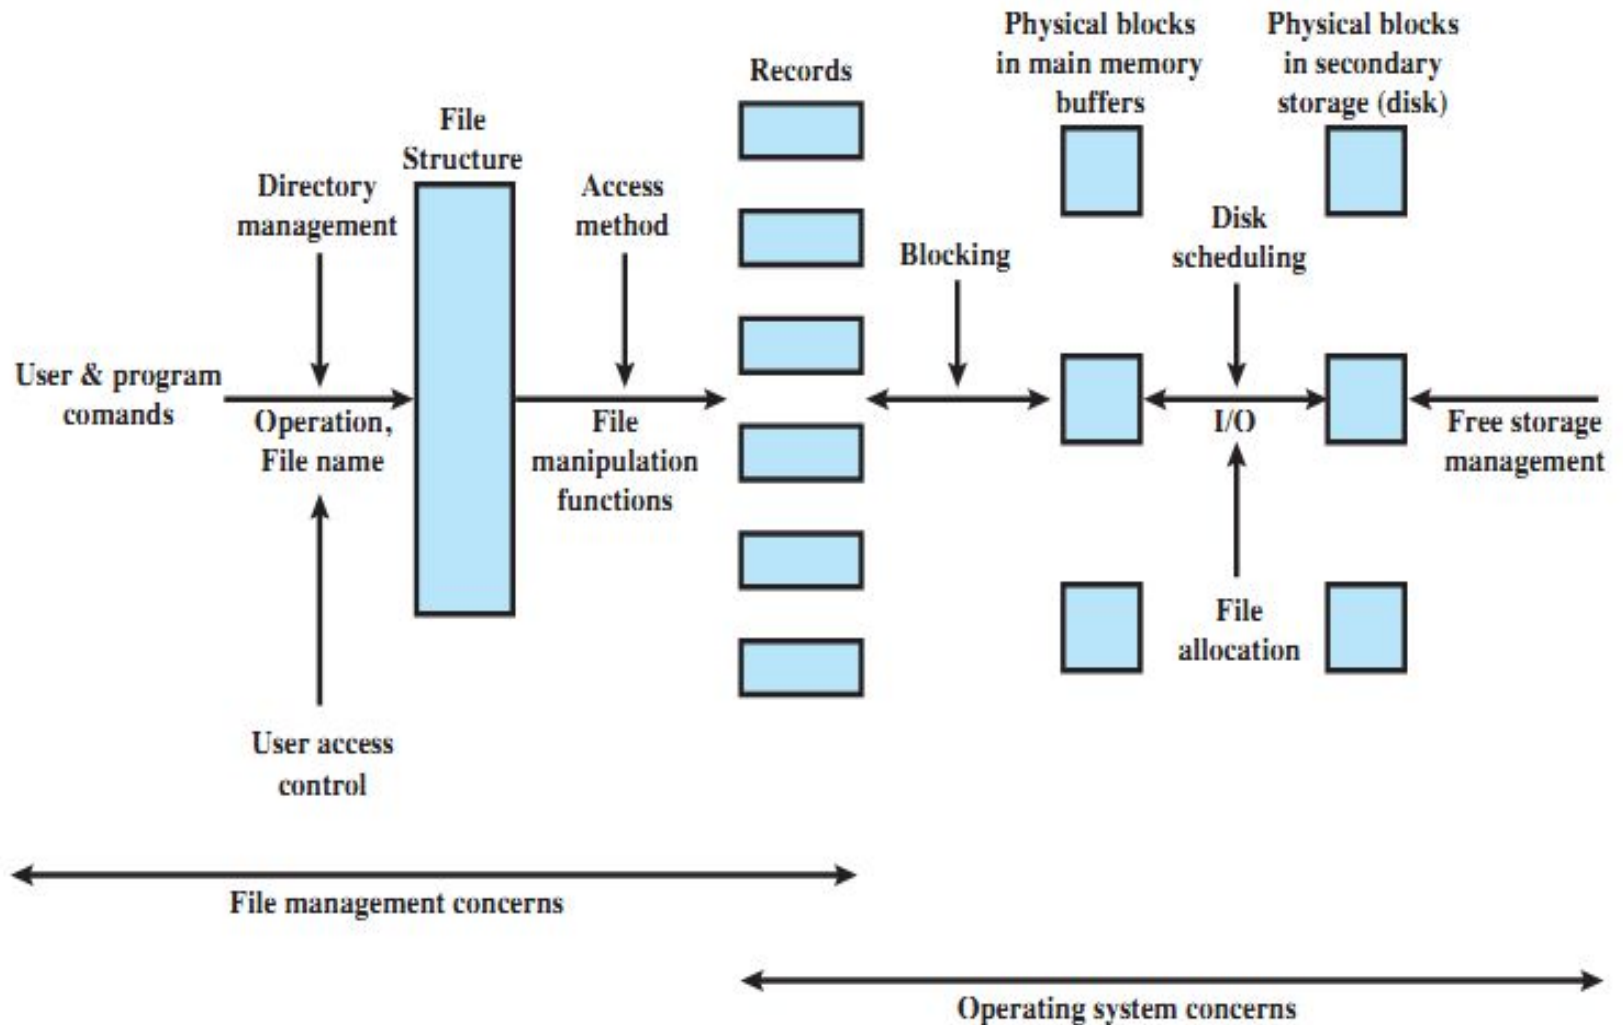 Physical blocks
in main memory
buffers
Physical blocks
in secondary
storage (disk)
Records
File
Structure
Directory
management
Access
method
Blocking
Disk
scheduling
User & program
comands
Operation,
File name
File
manipulation
functions
I/O
Free storage
management
File
allocation
User access
control
File management concerns
Operating system concerns